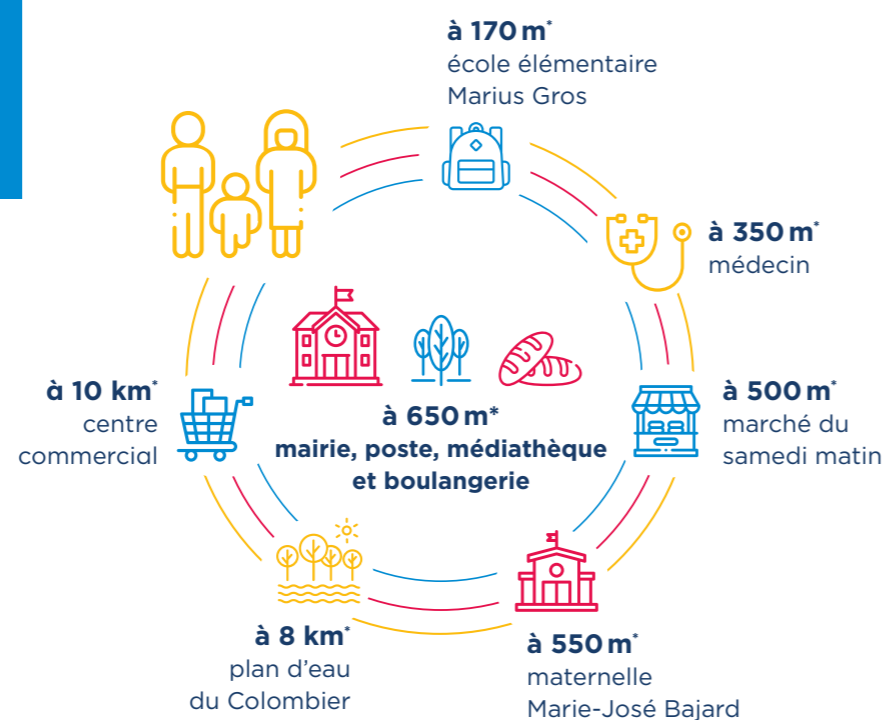 à 170 m*
école élémentaire
Marius Gros
à 350 m*
médecin
à 500 m*
marché du
samedi matin
à 550 m*
maternelle
Marie-José Bajard
à 8 km*
plan d'eau
du Colombier
à 10 km*
centre
commercial
à 650 m*
mairie, poste, médiathèque
et boulangerie